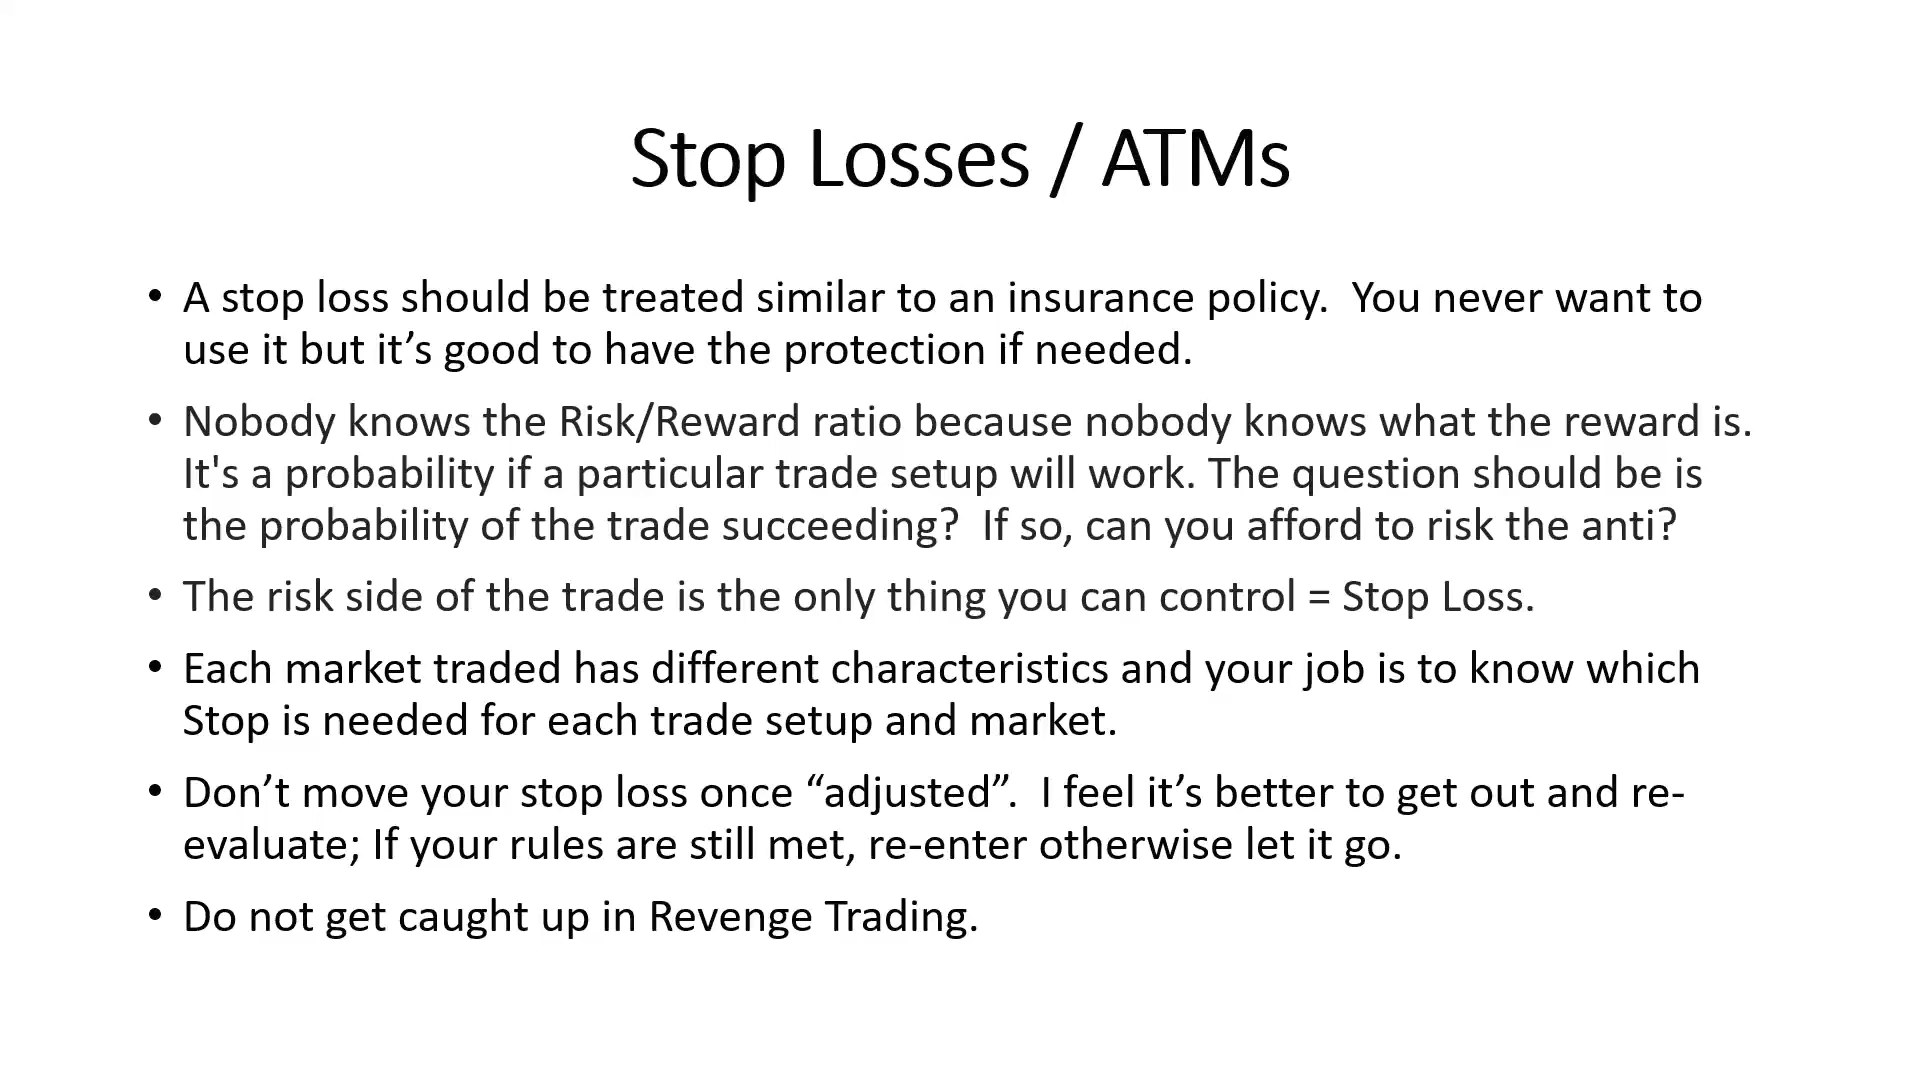 Stop Losses / ATMs
• A stop loss should be treated similar to an insurance policy.  You never want to
use it but it’s good to have the protection if needed.
• Nobody knows the Risk/Reward ratio because nobody knows what the reward is.
It's a probability if a particular trade setup will work. The question should be is
the probability of the trade succeeding?  If so, can you afford to risk the anti?
• The risk side of the trade is the only thing you can control = Stop Loss.
• Each market traded has different characteristics and your job is to know which
Stop is needed for each trade setup and market.
• Don’t move your stop loss once “adjusted”.  I feel it’s better to get out and re-
evaluate; If your rules are still met, re-enter otherwise let it go.
• Do not get caught up in Revenge Trading.